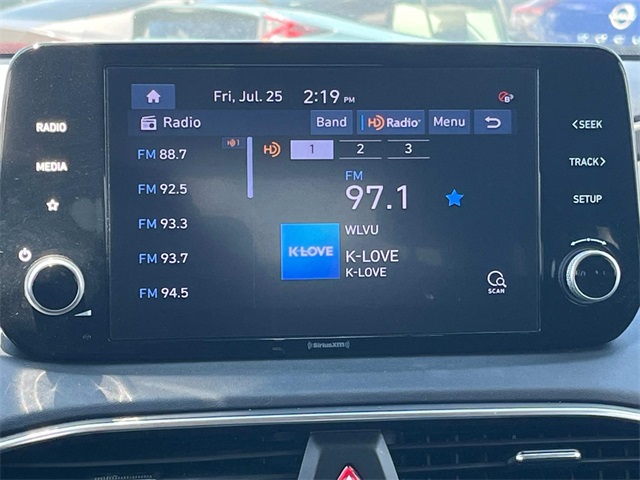 Fri, Jul. 25 2:19 PM
RADIO
MEDIA
Radio Band HD Radio Menu
FM 88.7
FM 92.5
FM 93.3
FM 93.7
FM 94.5
HD 1 2 3
FM
97.1
WLVU
K-LOVE
K-LOVE
K-LOVE
SCAN
< SEEK
TRACK >
SETUP
SiriusXM